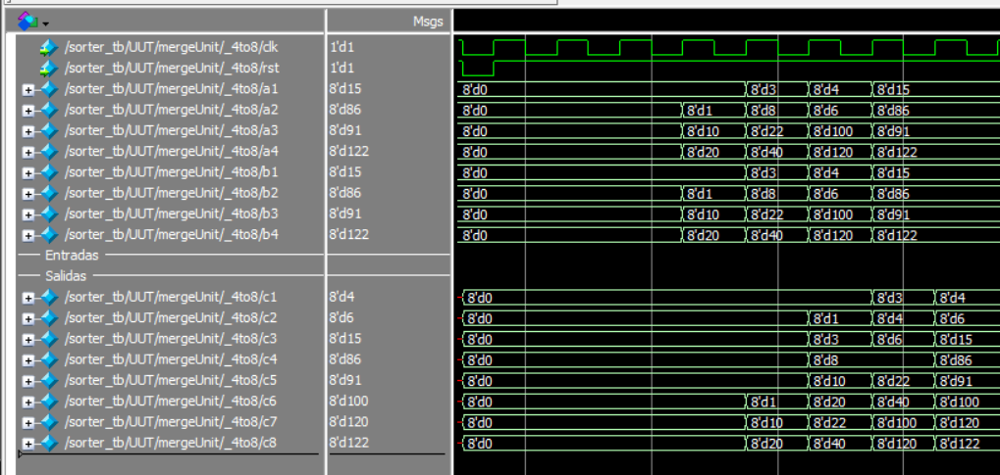 Msgs
/sorter_tb/UUT/mergeUnit/_4to8/clk 1'd1
/sorter_tb/UUT/mergeUnit/_4to8/rst 1'd1
/sorter_tb/UUT/mergeUnit/_4to8/a1 8'd15 8'd0 8'd3 8'd4 8'd15
/sorter_tb/UUT/mergeUnit/_4to8/a2 8'd86 8'd0 8'd1 8'd8 8'd6 8'd86
/sorter_tb/UUT/mergeUnit/_4to8/a3 8'd91 8'd0 8'd10 8'd22 8'd100 8'd91
/sorter_tb/UUT/mergeUnit/_4to8/a4 8'd122 8'd0 8'd20 8'd40 8'd120 8'd122
/sorter_tb/UUT/mergeUnit/_4to8/b1 8'd15 8'd0 8'd3 8'd4 8'd15
/sorter_tb/UUT/mergeUnit/_4to8/b2 8'd86 8'd0 8'd1 8'd8 8'd6 8'd86
/sorter_tb/UUT/mergeUnit/_4to8/b3 8'd91 8'd0 8'd10 8'd22 8'd100 8'd91
/sorter_tb/UUT/mergeUnit/_4to8/b4 8'd122 8'd0 8'd20 8'd40 8'd120 8'd122
Entradas
Salidas
/sorter_tb/UUT/mergeUnit/_4to8/c1 8'd4 8'd0 8'd3 8'd4
/sorter_tb/UUT/mergeUnit/_4to8/c2 8'd6 8'd0 8'd1 8'd4 8'd6
/sorter_tb/UUT/mergeUnit/_4to8/c3 8'd15 8'd0 8'd3 8'd6 8'd15
/sorter_tb/UUT/mergeUnit/_4to8/c4 8'd86 8'd0 8'd8 8'd86
/sorter_tb/UUT/mergeUnit/_4to8/c5 8'd91 8'd0 8'd10 8'd22 8'd91
/sorter_tb/UUT/mergeUnit/_4to8/c6 8'd100 8'd0 8'd1 8'd20 8'd40 8'd100
/sorter_tb/UUT/mergeUnit/_4to8/c7 8'd120 8'd0 8'd10 8'd22 8'd100 8'd120
/sorter_tb/UUT/mergeUnit/_4to8/c8 8'd122 8'd0 8'd20 8'd40 8'd120 8'd122